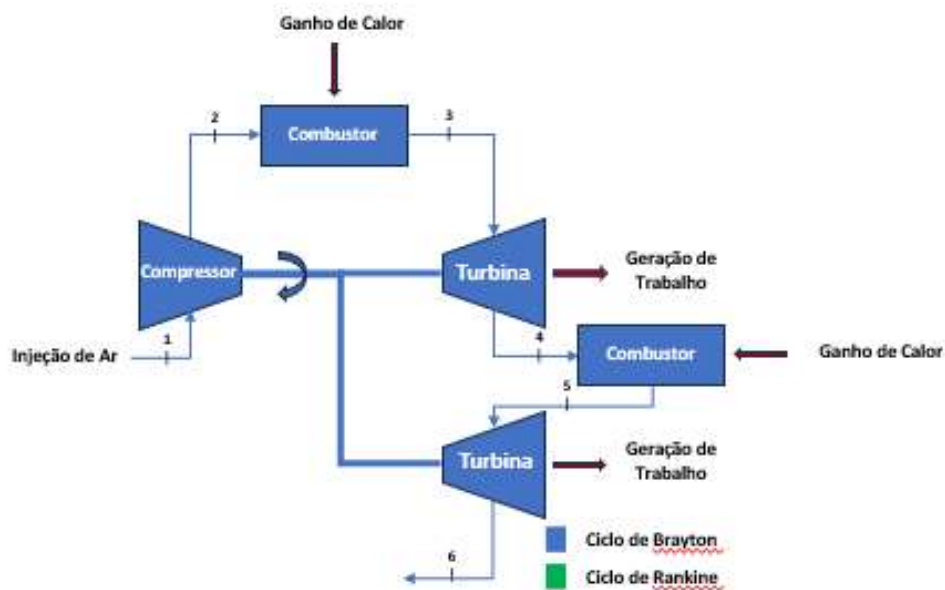 Ganho de Calor
2
3
Combustor
Compressor
Turbina
Geração de
Trabalho
Injeção de Ar
1
4
Combustor
Ganho de Calor
5
Turbina
Geração de
Trabalho
6
Ciclo de Brayton
Ciclo de Rankine